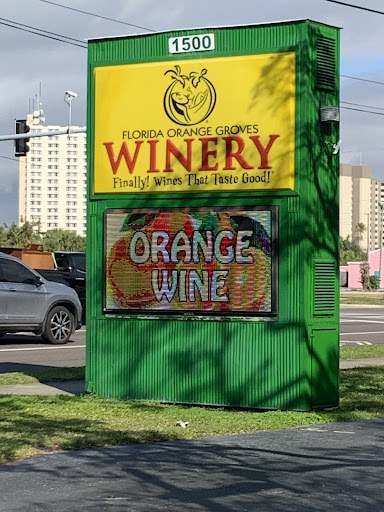 1500
FLORIDA ORANGE GROVES
WINERY
Finally! Wines That Taste Good!
ORANGE
WINE